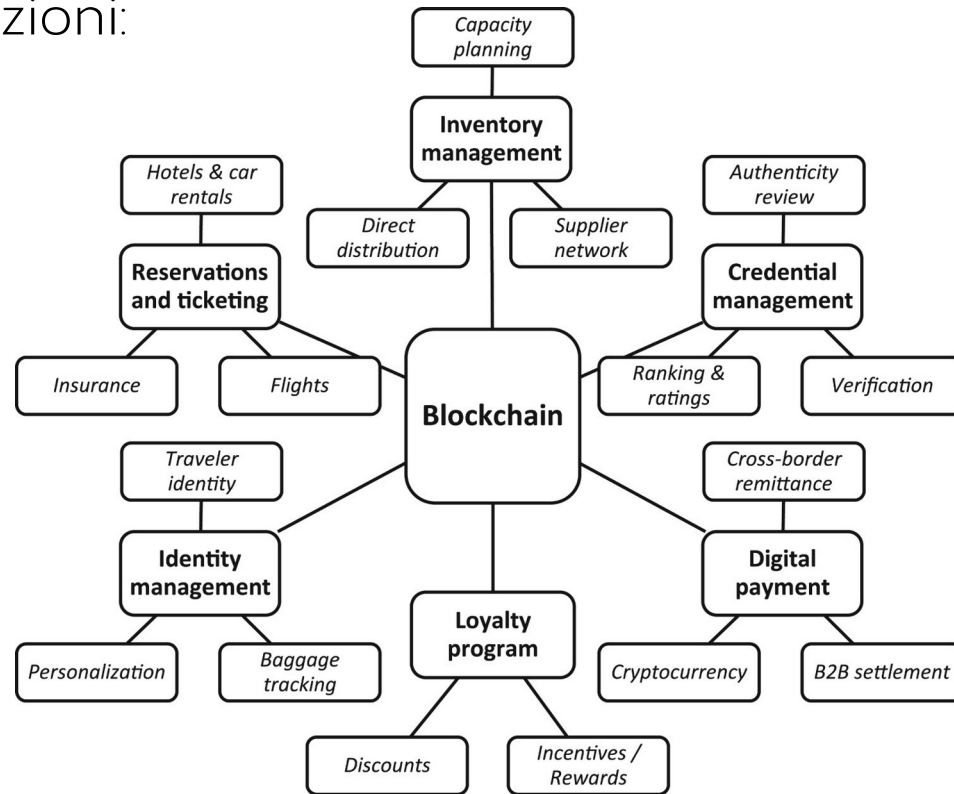 zioni:
Capacity
planning
Inventory
management
Direct
distribution
Supplier
network
Hotels & car
rentals
Reservations
and ticketing
Insurance
Flights
Authenticity
review
Credential
management
Ranking &
ratings
Verification
Blockchain
Traveler
identity
Identity
management
Personalization
Baggage
tracking
Loyalty
program
Discounts
Incentives /
Rewards
Cross-border
remittance
Digital
payment
Cryptocurrency
B2B settlement